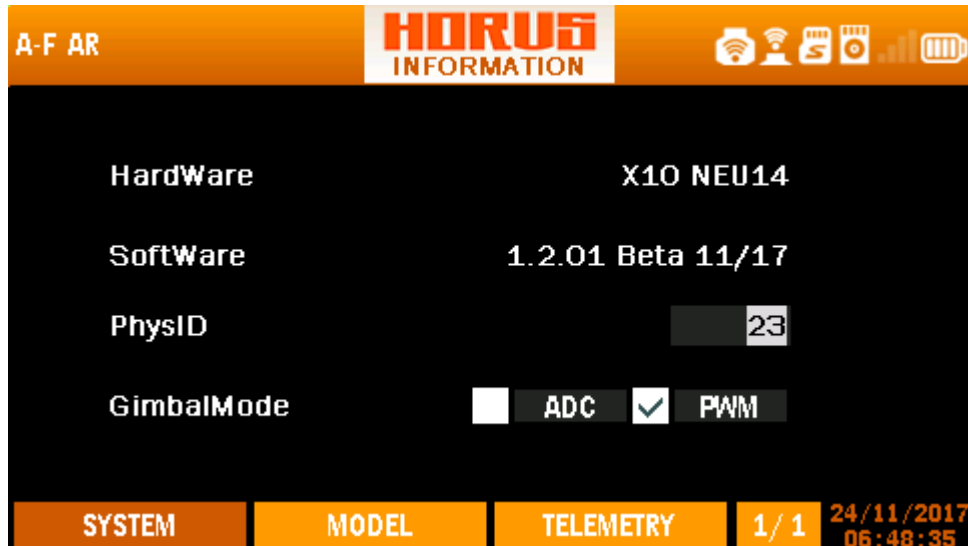 A-F AR
HORUS
INFORMATION
HardWare X10 NEU14
SoftWare 1.2.01 Beta 11/17
PhysID 23
GimbalMode ADC PWM
SYSTEM MODEL TELEMETRY 1/1 24/11/2017
06:48:35